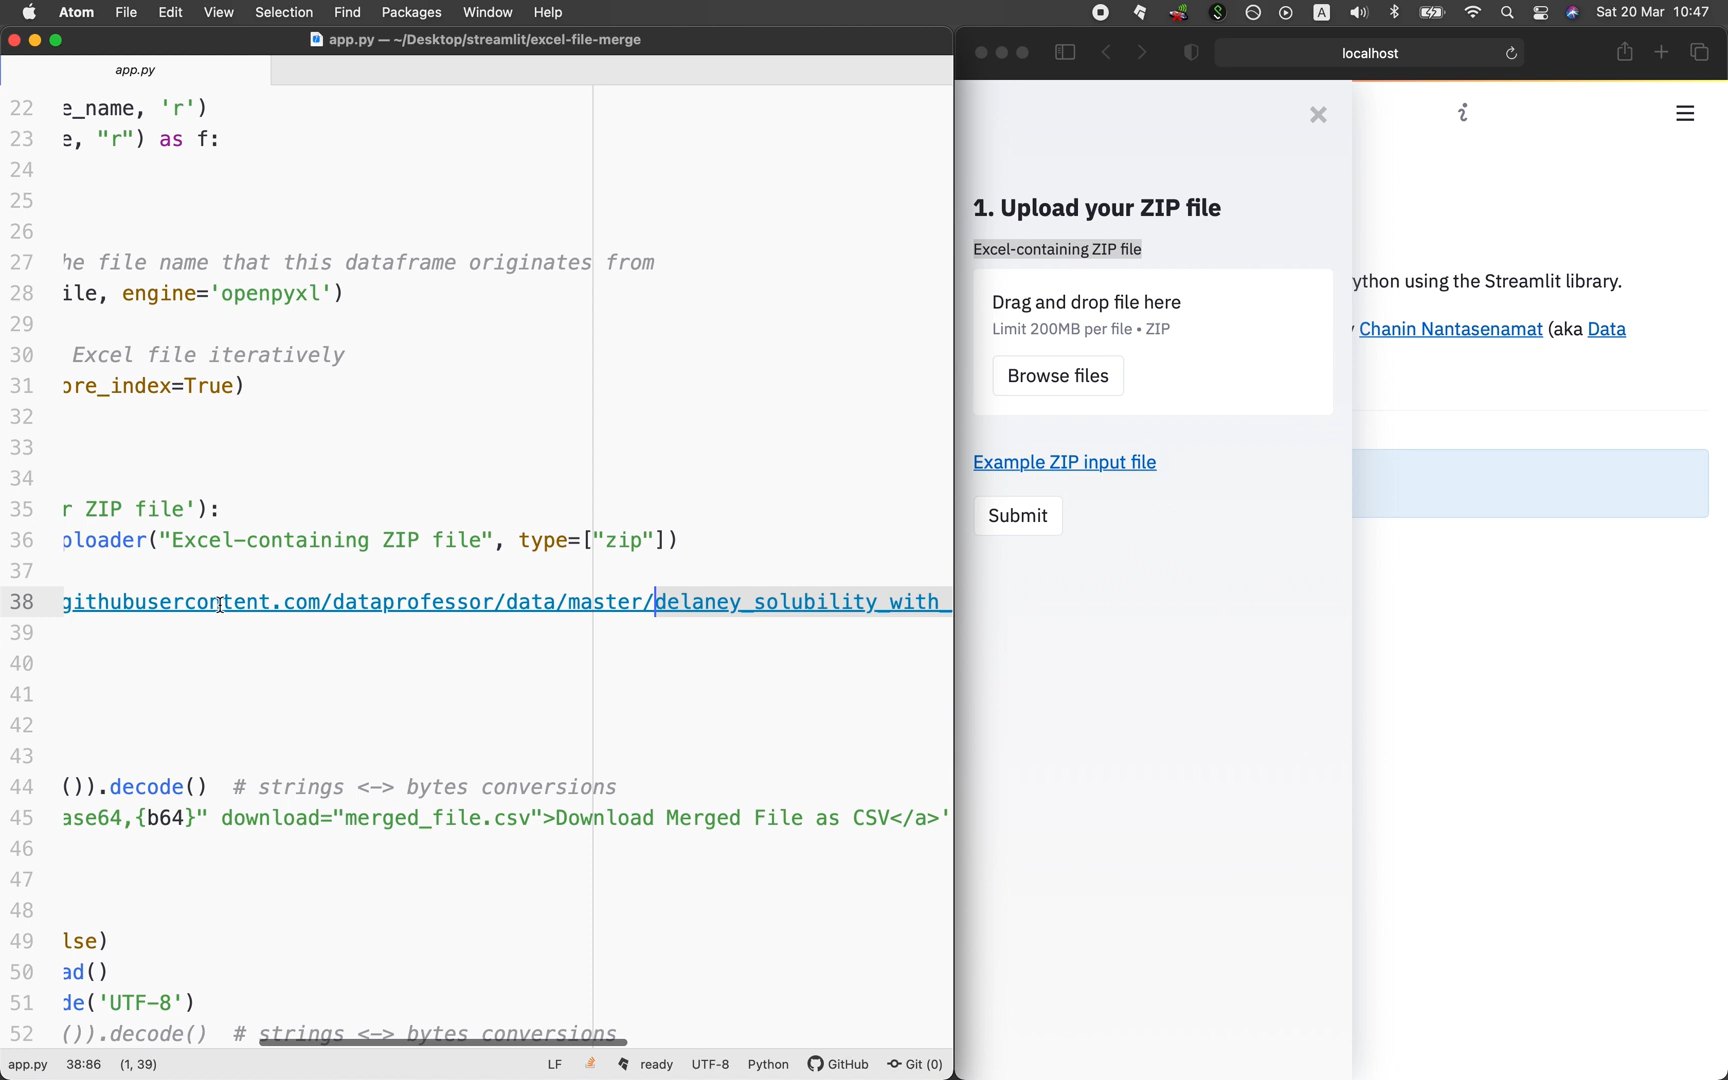 Atom File Edit View Selection Find Packages Window Help
A Sat 20 Mar 10:47
app.py — ~/Desktop/streamlit/excel-file-merge
app.py
22 e_name, 'r')
23 e, "r") as f:
24
25
26
27 he file name that this dataframe originates from
28 ile, engine='openpyxl')
29
30 Excel file iteratively
31 ore_index=True)
32
33
34
35 r ZIP file'):
36 ploader("Excel-containing ZIP file", type=["zip"])
37
38 githubusercontent.com/dataprofessor/data/master/delaney_solubility_with_
39
40
41
42
43
44 ()).decode() # strings <-> bytes conversions
45 ase64,{b64}" download="merged_file.csv">Download Merged File as CSV</a>'
46
47
48
49 lse)
50 ad()
51 de('UTF-8')
52 ()).decode() # strings <-> bytes conversions
app.py 38:86 (1, 39) LF ready UTF-8 Python GitHub Git (0)
localhost
1. Upload your ZIP file
Excel-containing ZIP file
Drag and drop file here
Limit 200MB per file • ZIP
Browse files
Example ZIP input file
Submit
ython using the Streamlit library.
Chanin Nantasenamat (aka Data